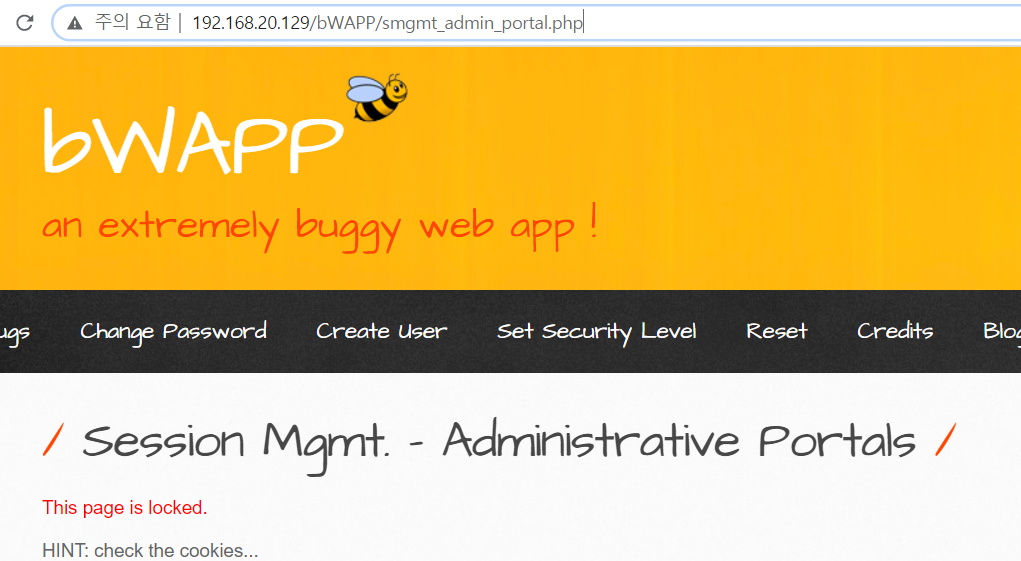 주의 요함 | 192.168.20.129/bWAPP/smgmt_admin_portal.php
bWAPP
an extremely buggy web app !
ugs Change Password Create User Set Security Level Reset Credits Blog
/ Session Mgmt. - Administrative Portals /
This page is locked.
HINT: check the cookies...